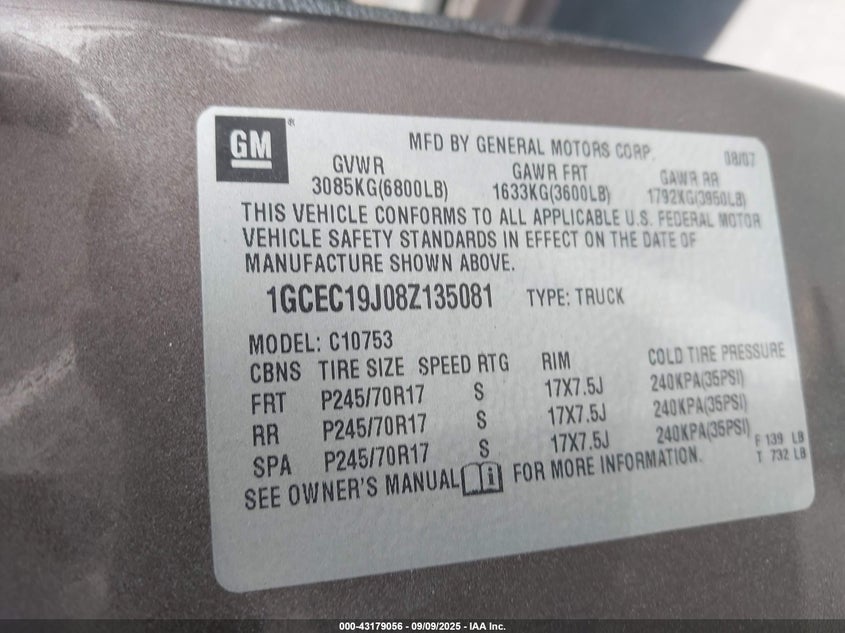 GM®
MFD BY GENERAL MOTORS CORP. 08/07
GVWR GAWR FRT GAWR RR
3085KG(6800LB) 1633KG(3600LB) 1792KG(3950LB)
THIS VEHICLE CONFORMS TO ALL APPLICABLE U.S. FEDERAL MOTOR
VEHICLE SAFETY STANDARDS IN EFFECT ON THE DATE OF
MANUFACTURE SHOWN ABOVE.
1GCEC19J08Z135081 TYPE: TRUCK
MODEL: C10753
CBNS TIRE SIZE SPEED RTG RIM COLD TIRE PRESSURE
FRT P245/70R17 S 17X7.5J 240KPA(35PSI)
RR P245/70R17 S 17X7.5J 240KPA(35PSI)
SPA P245/70R17 S 17X7.5J 240KPA(35PSI)
F 139 LB
T 732 LB
SEE OWNER'S MANUAL FOR MORE INFORMATION.
000-43179056 - 09/09/2025 - IAA Inc.